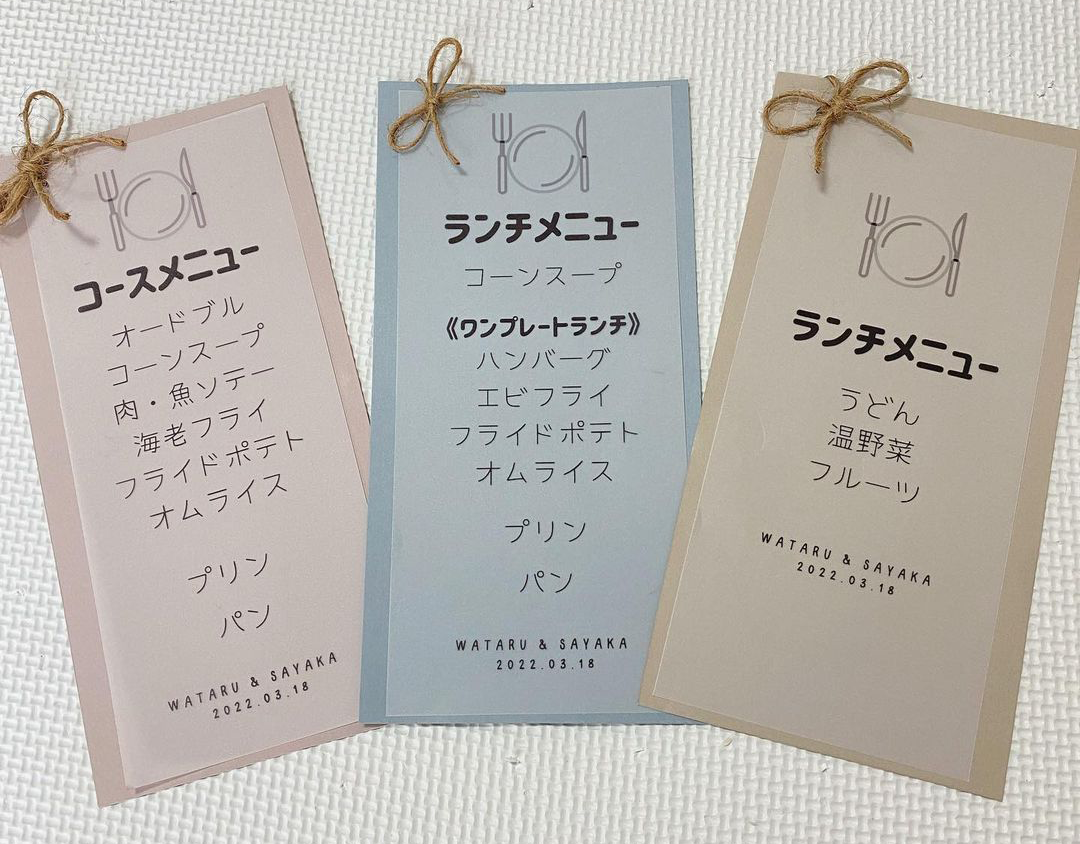 コースメニュー
オードブル
コーンスープ
肉・魚ソテー
海老フライ
フライドポテト
オムライス
プリン
パン
WATARU & SAYAKA
2022.03.18
ランチメニュー
コーンスープ
《ワンプレートランチ》
ハンバーグ
エビフライ
フライドポテト
オムライス
プリン
パン
WATARU & SAYAKA
2022.03.18
ランチメニュー
うどん
温野菜
フルーツ
WATARU & SAYAKA
2022.03.18